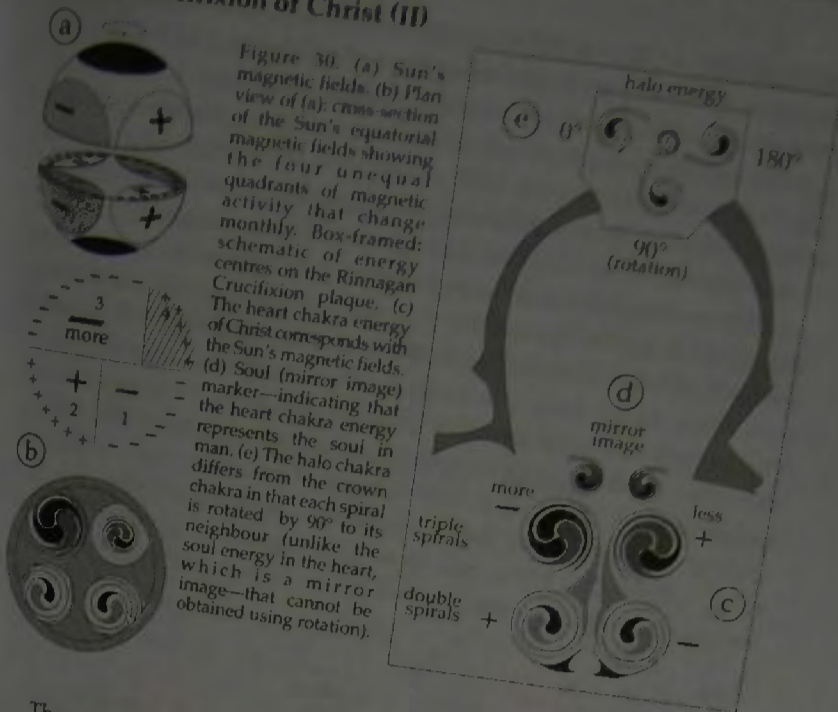 of Christ (II)
a
− +
− +
3
−
more
4
+ −
2 1
b
Figure 30. (a) Sun's
magnetic fields. (b) Plan
view of (a): cross-section
of the Sun's equatorial
magnetic fields showing
the four unequal
quadrants of magnetic
activity that change
monthly. Box-framed:
schematic of energy
centres on the Rinnagan
Crucifixion plaque. (c)
The heart chakra energy
of Christ corresponds with
the Sun's magnetic fields.
(d) Soul (mirror image)
marker—indicating that
the heart chakra energy
represents the soul in
man. (e) The halo chakra
differs from the crown
chakra in that each spiral
is rotated by 90° to its
neighbour (unlike the
soul energy in the heart,
which is a mirror
image—that cannot be
obtained using rotation).
halo energy
e 0° 180°
90°
(rotation)
d
mirror
image
more less
− +
triple
spirals
double
spirals
+ −
c
Th